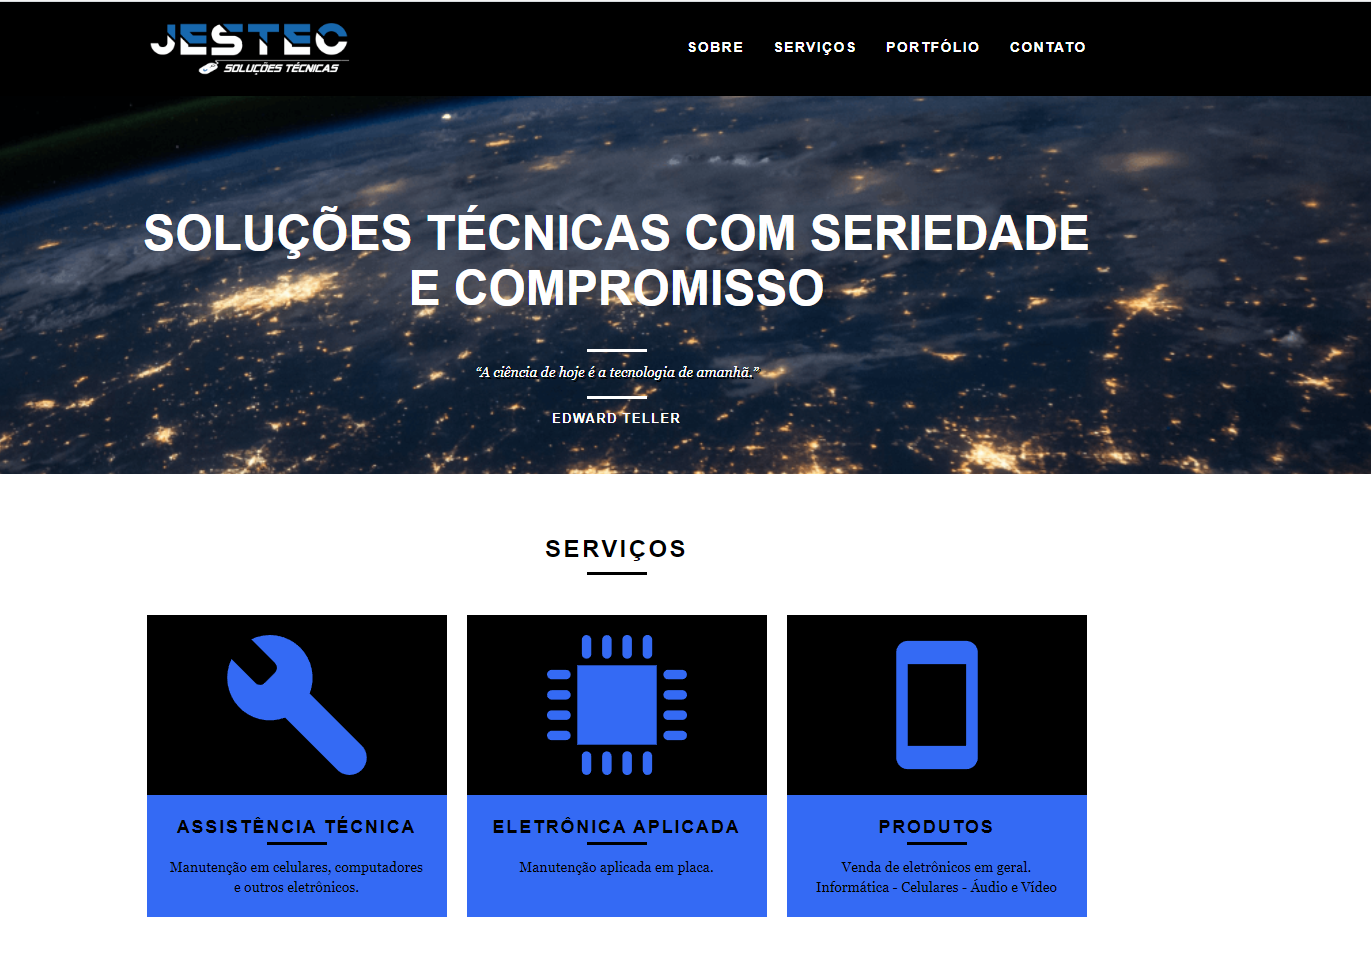 JESTEC
SOLUÇÕES TÉCNICAS
SOBRE SERVIÇOS PORTFÓLIO CONTATO
SOLUÇÕES TÉCNICAS COM SERIEDADE
E COMPROMISSO
“A ciência de hoje é a tecnologia de amanhã.”
EDWARD TELLER
SERVIÇOS
ASSISTÊNCIA TÉCNICA
Manutenção em celulares, computadores
e outros eletrônicos.
ELETRÔNICA APLICADA
Manutenção aplicada em placa.
PRODUTOS
Venda de eletrônicos em geral.
Informática - Celulares - Áudio e Vídeo